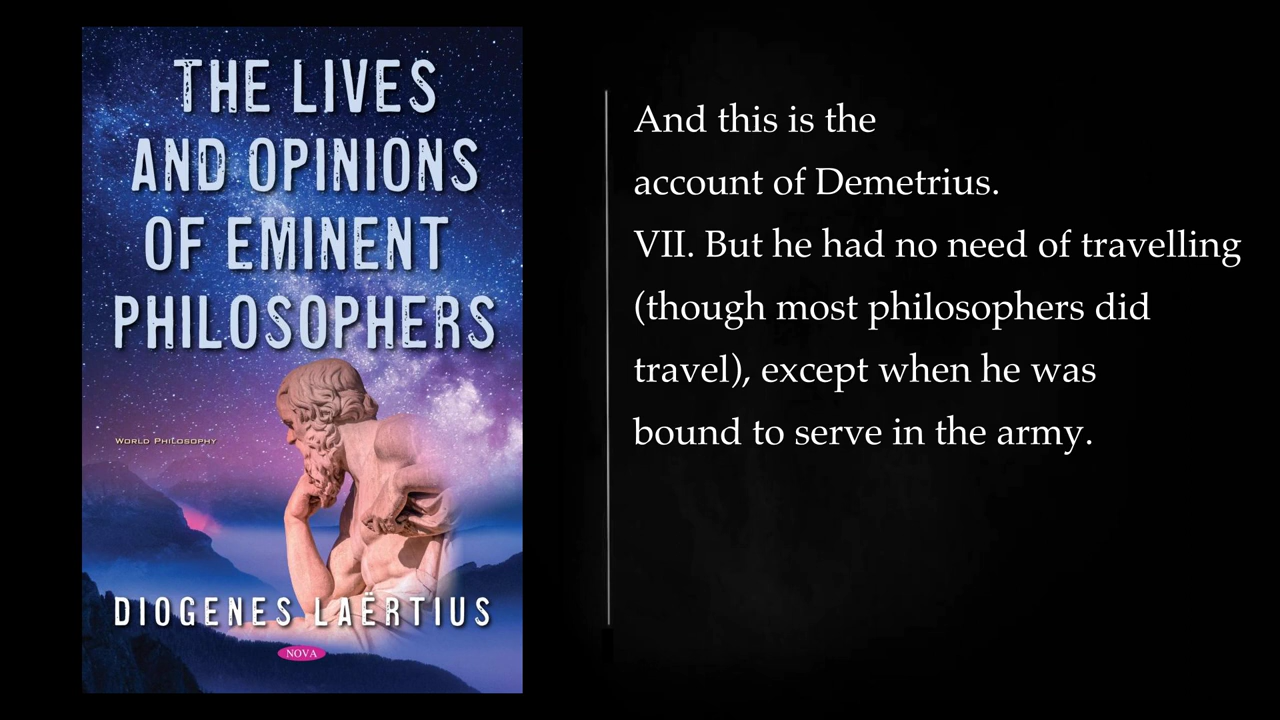 THE LIVES
AND OPINIONS
OF EMINENT
PHILOSOPHERS
WORLD PHILOSOPHY
DIOGENES LAËRTIUS
NOVA
And this is the
account of Demetrius.
VII. But he had no need of travelling
(though most philosophers did
travel), except when he was
bound to serve in the army.